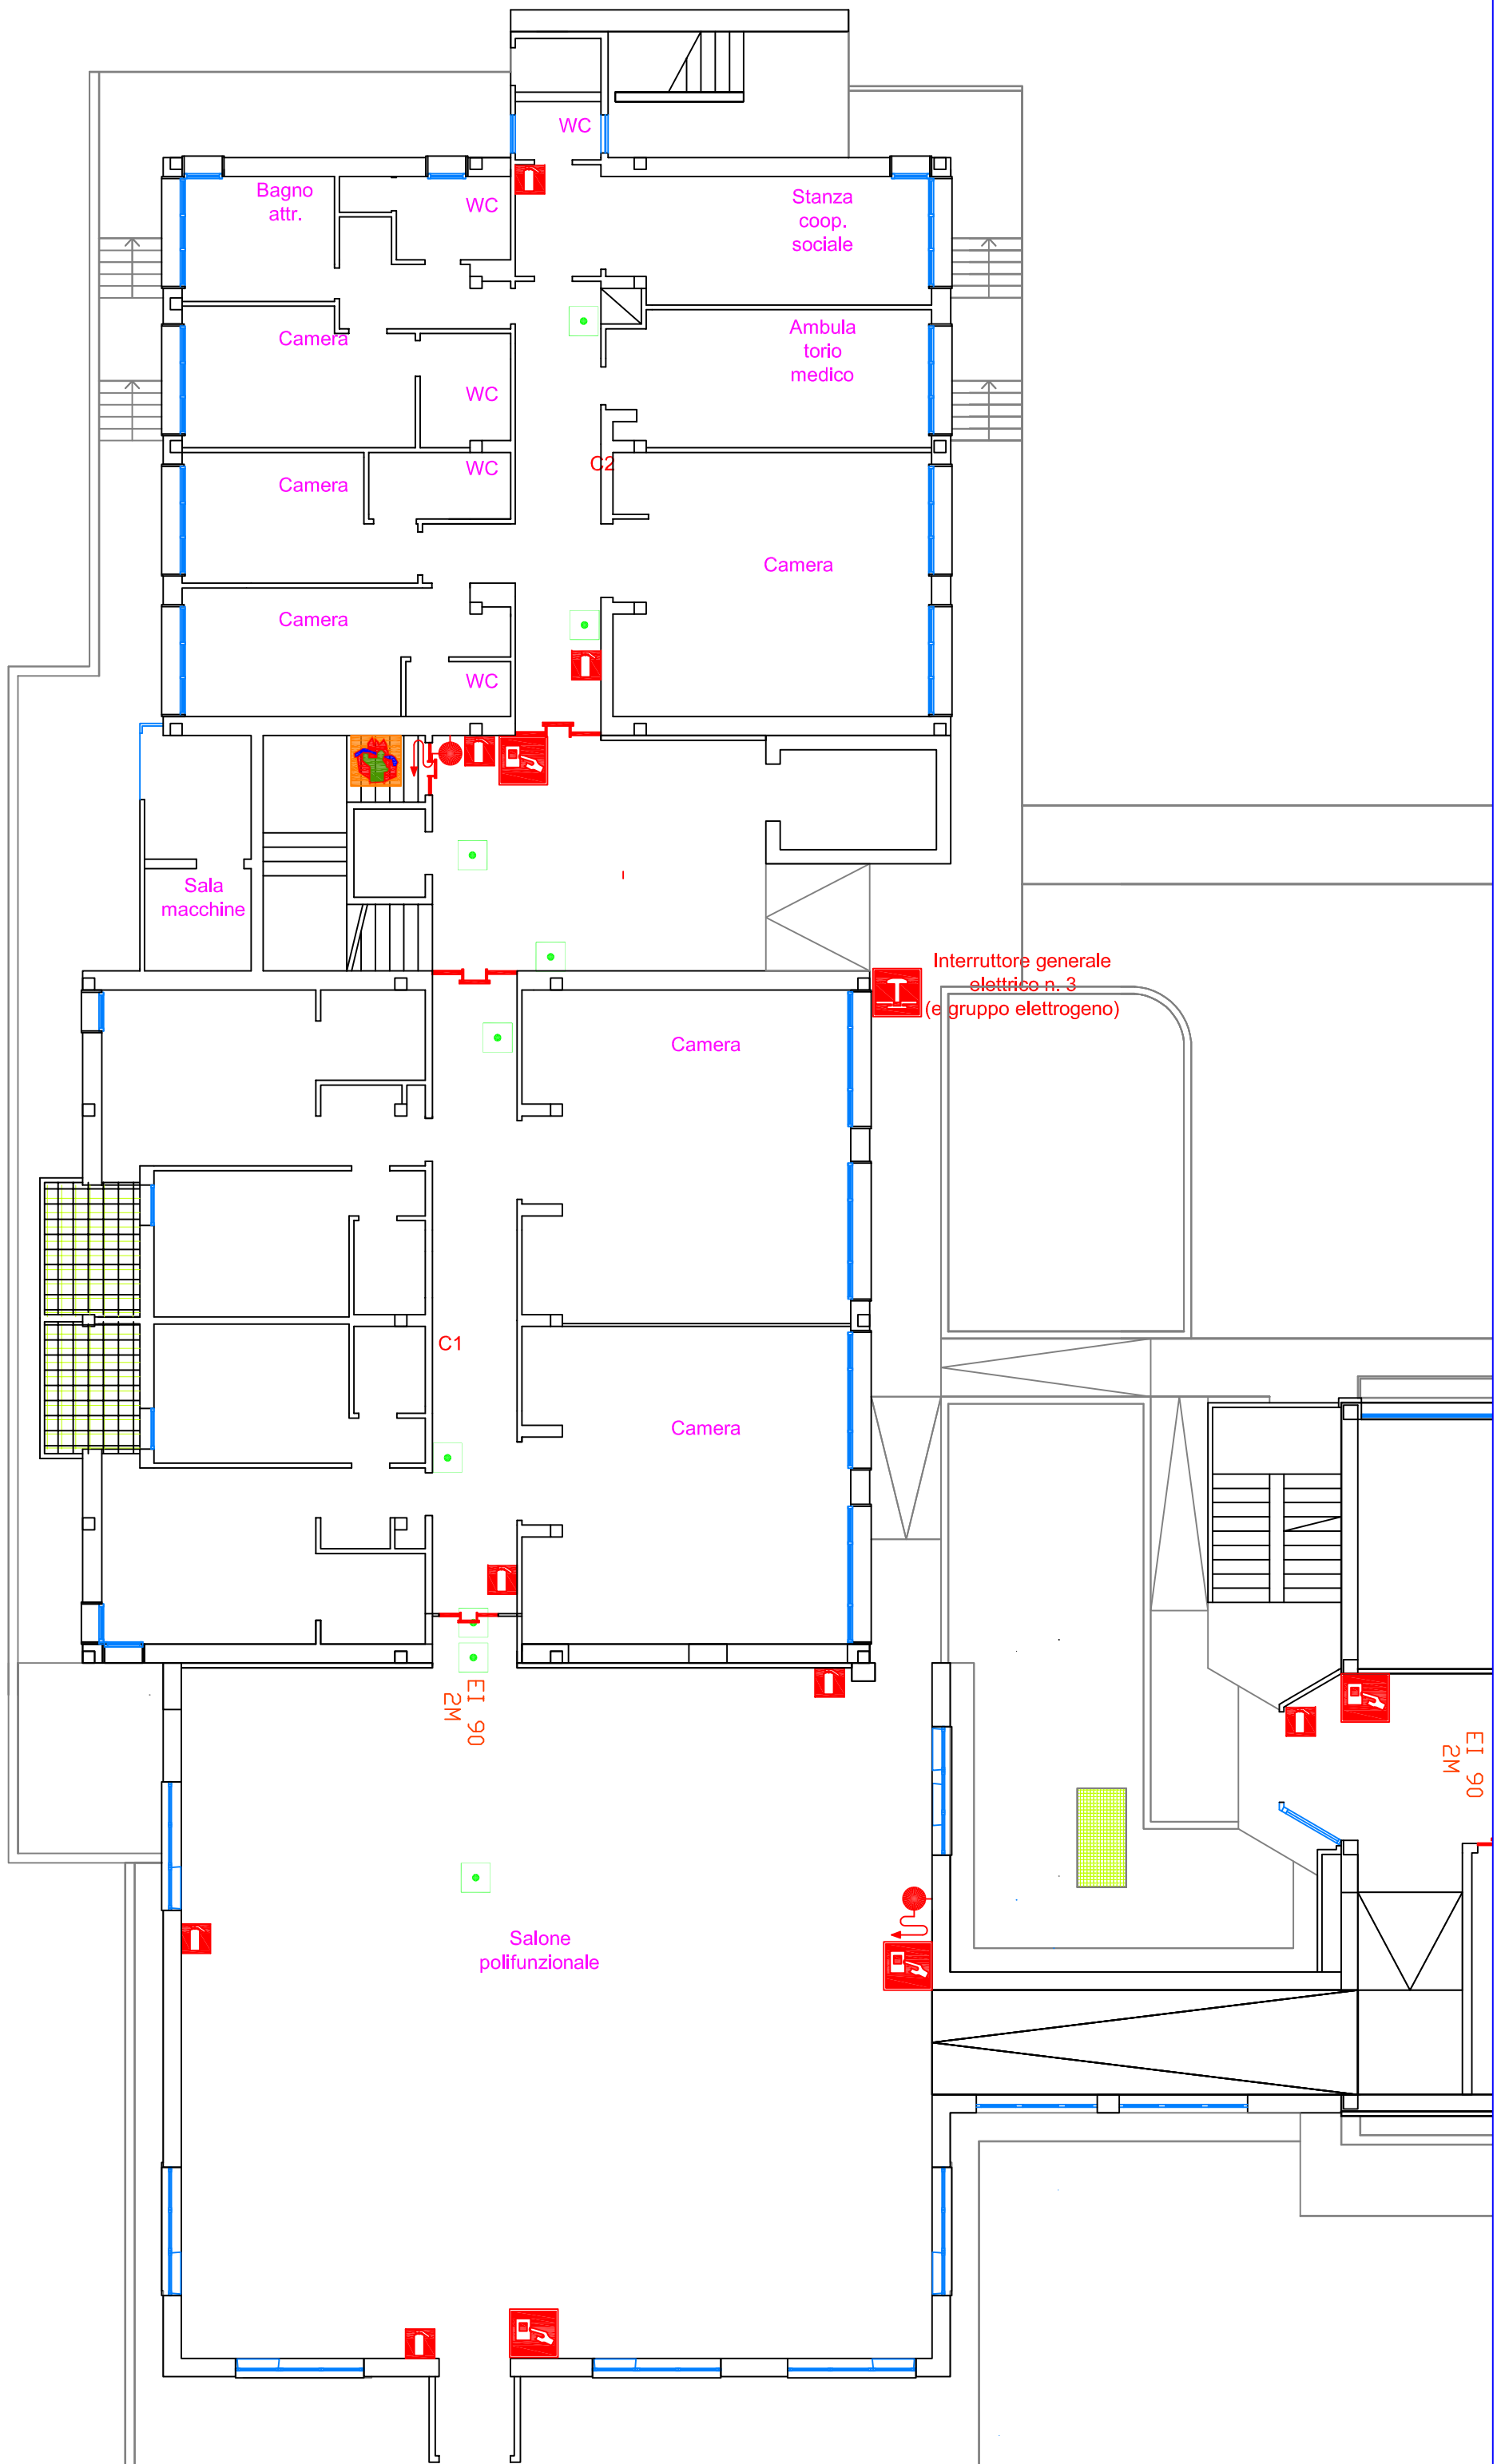 WC
Bagno
attr.
WC
Stanza
coop.
sociale
Camera
Ambula
torio
medico
WC
C2
WC
Camera
Camera
Camera
WC
Sala
macchine
Interruttore generale
elettrico n. 3
(e gruppo elettrogeno)
Camera
C1
Camera
EI 90
2M
EI 90
2M
Salone
polifunzionale